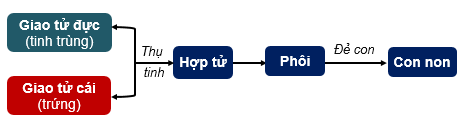 Giao tử đực
(tinh trùng)
Thụ
tinh
Hợp tử
Phôi
Đẻ con
Con non
Giao tử cái
(trứng)